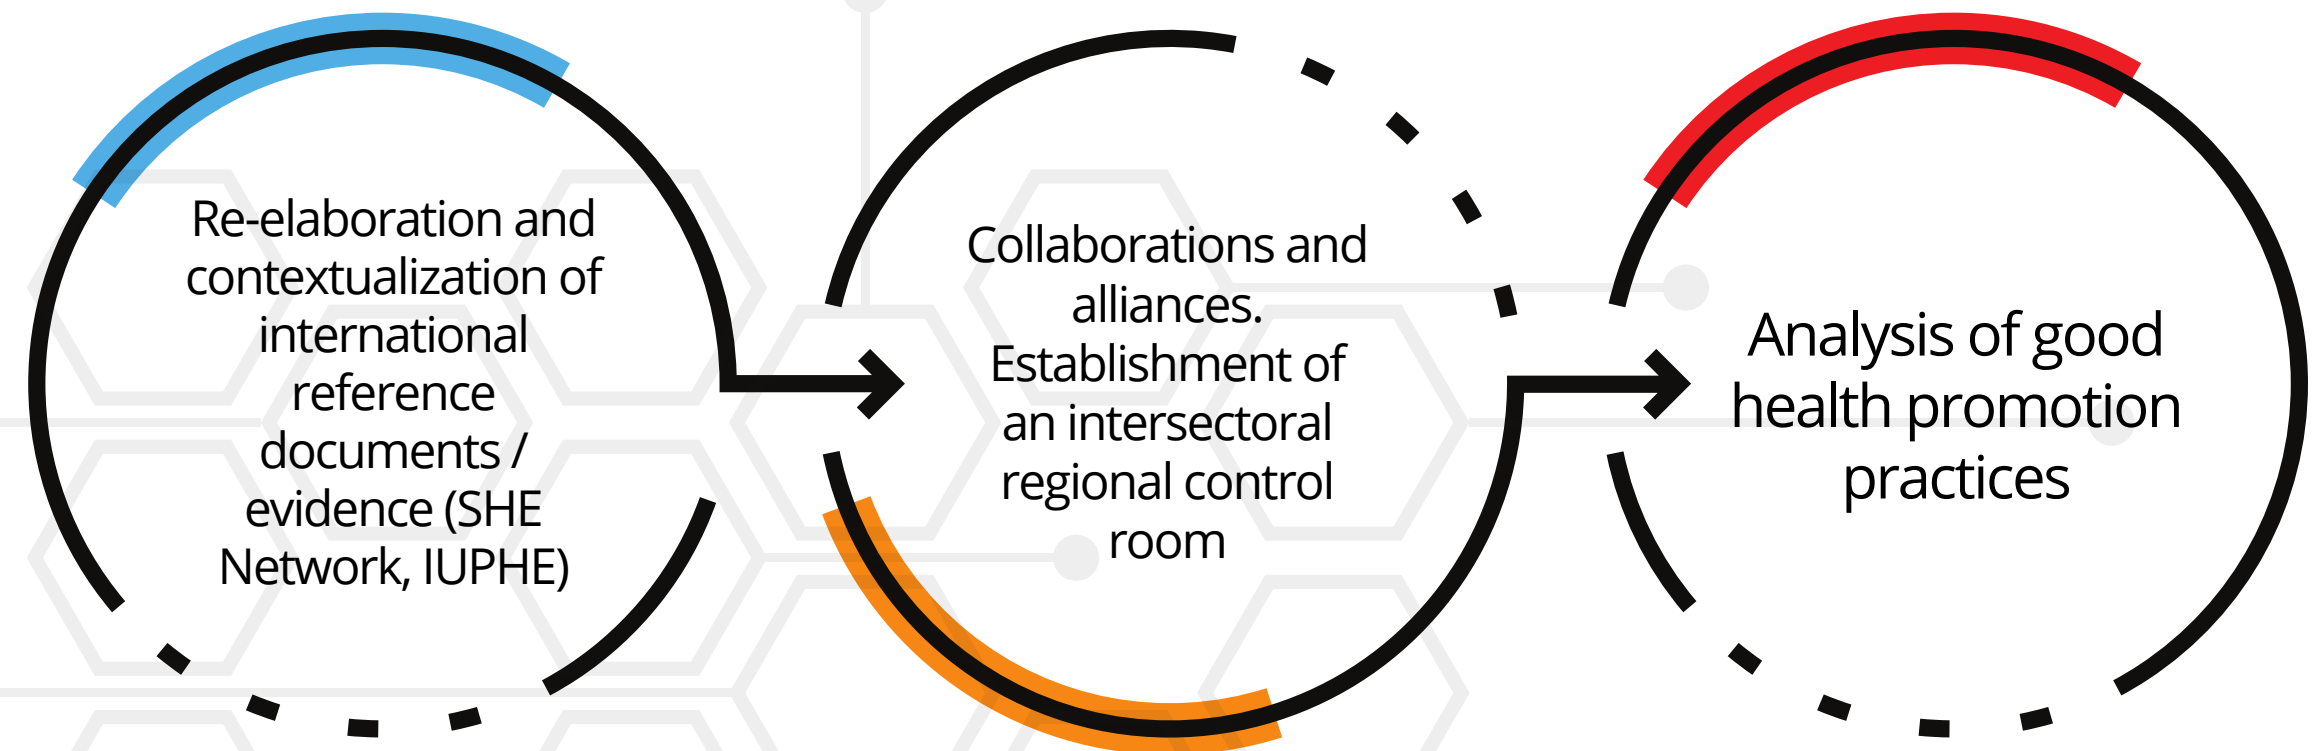 Re-elaboration and
contextualization of
international
reference
documents /
evidence (SHE
Network, IUPHE)
Collaborations and
alliances.
Establishment of
an intersectoral
regional control
room
Analysis of good
health promotion
practices